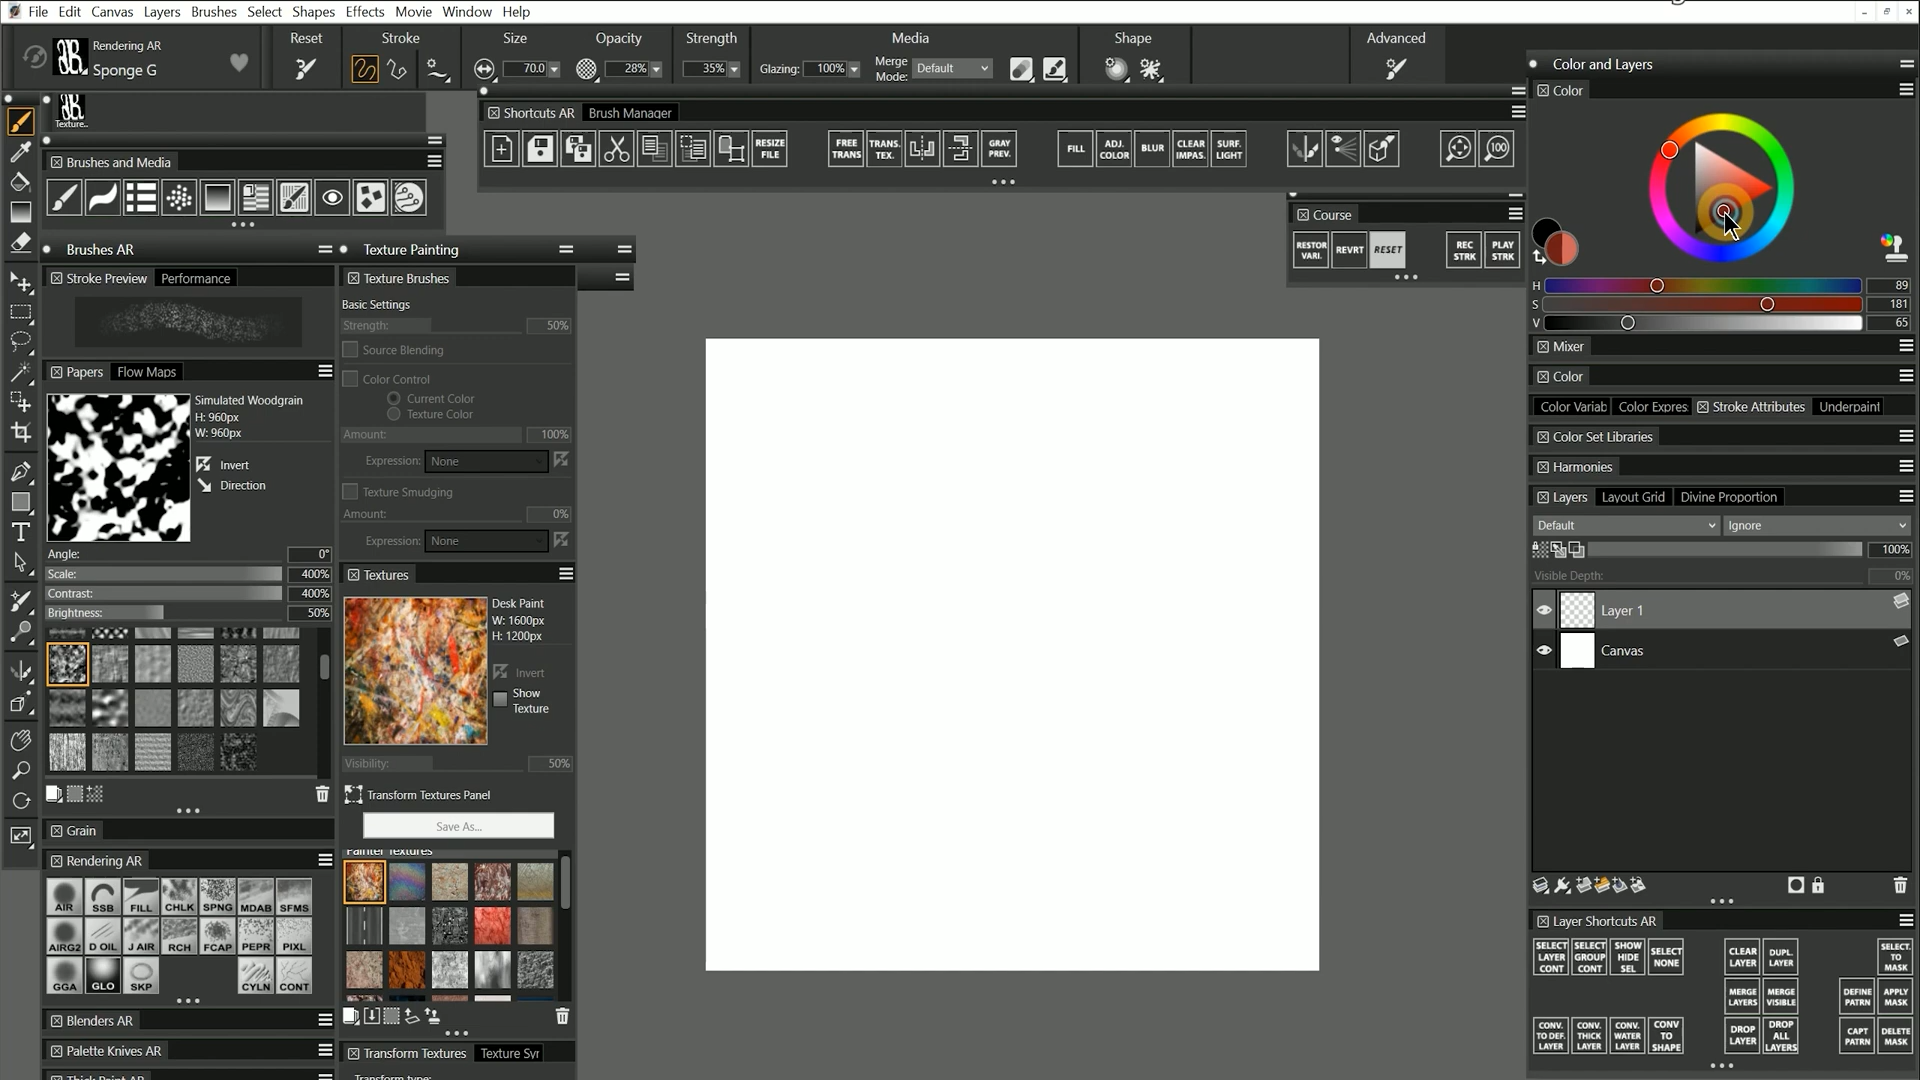 File Edit Canvas Layers Brushes Select Shapes Effects Movie Window Help
Rendering AR
Sponge G
Reset
Stroke
Size
70.0
Opacity
28%
Strength
35%
Media
Glazing: 100%
Merge Mode: Default
Shape
Advanced
Texture..
Shortcuts AR Brush Manager
RESIZE FILE
FREE TRANS
TRANS. TEX.
GRAY PREV.
FILL
ADJ. COLOR
BLUR
CLEAR IMPAS.
SURF. LIGHT
100
Brushes and Media
Course
RESTOR VARI.
REVRT
RESET
REC STRK
PLAY STRK
Brushes AR
Stroke Preview Performance
Papers Flow Maps
Simulated Woodgrain
H: 960px
W: 960px
Invert
Direction
Angle: 0°
Scale: 400%
Contrast: 400%
Brightness: 50%
Grain
Rendering AR
AIR SSB FILL CHLK SPNG MDAB SFMS
AIRG2 D OIL J AIR RCH FCAP PEPR PIXL
GGA GLO SKP CYLN CONT
Blenders AR
Palette Knives AR
Thick Paint AR
Texture Painting
Texture Brushes
Basic Settings
Strength: 50%
Source Blending
Color Control
Current Color
Texture Color
Amount: 100%
Expression: None
Texture Smudging
Amount: 0%
Expression: None
Textures
Desk Paint
W: 1600px
H: 1200px
Invert
Show
Texture
Visibility: 50%
Transform Textures Panel
Save As...
Painter Textures
Transform Textures Texture Syr
Transform type:
Color and Layers
Color
H 89
S 181
V 65
Mixer
Color
Color Variab Color Expres Stroke Attributes Underpaint
Color Set Libraries
Harmonies
Layers Layout Grid Divine Proportion
Default Ignore
100%
Visible Depth: 0%
Layer 1
Canvas
Layer Shortcuts AR
SELECT LAYER CONT
SELECT GROUP CONT
SHOW HIDE SEL
SELECT NONE
CLEAR LAYER
DUPL. LAYER
SELECT. TO MASK
MERGE LAYERS
MERGE VISIBLE
DEFINE PATRN
APPLY MASK
CONV. TO DEF. LAYER
CONV. THICK LAYER
CONV. WATER LAYER
CONV TO SHAPE
DROP LAYER
DROP ALL LAYERS
CAPT PATRN
DELETE MASK